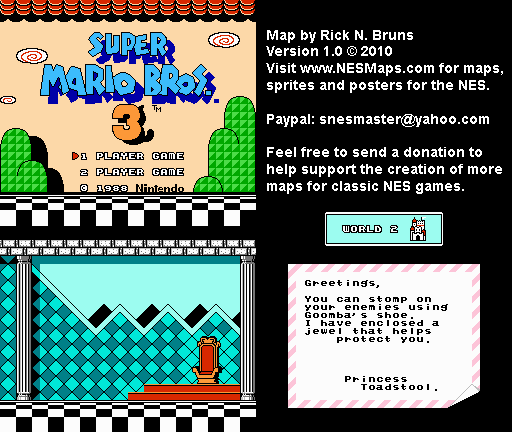 SUPER
MARIO BROS.
3 TM
1 PLAYER GAME
2 PLAYER GAME
© 1988 Nintendo
Map by Rick N. Bruns
Version 1.0 © 2010
Visit www.NESMaps.com for maps,
sprites and posters for the NES.
Paypal: snesmaster@yahoo.com
Feel free to send a donation to
help support the creation of more
maps for classic NES games.
WORLD 2
Greetings,
You can stomp on
your enemies using
Goomba's shoe.
I have enclosed a
jewel that helps
protect you.
Princess
Toadstool.